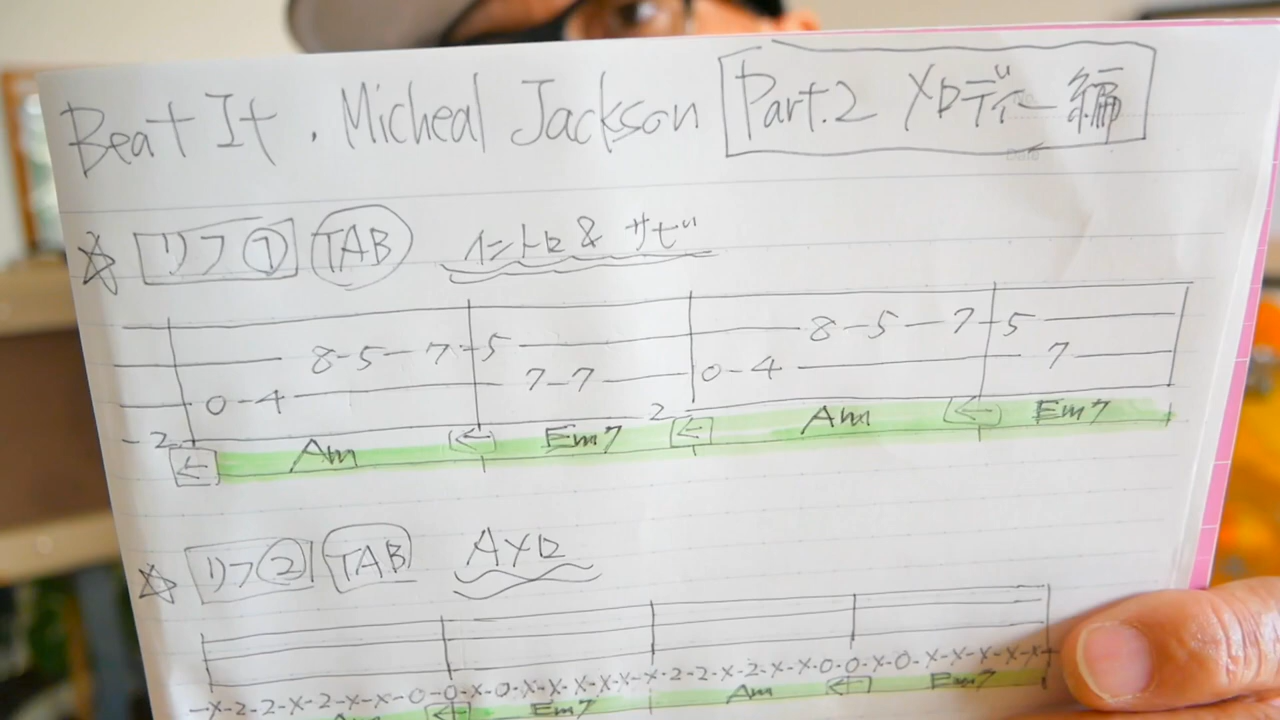 Beat It . Micheal Jackson Part.2 メロディー編
☆ リフ① TAB イントロ & サビ
8-5-7-5 8-5-7-5
0-4 7-7 0-4 7
2 2
← Am ← Em7 ← Am ← Em7
☆ リフ② TAB Aメロ
-x-2-2-x-2-x-x-0-0-x-0-x-x-x-x-x-x-2-2-x-2-x-x-0-0-x-0-x-x-x-x-x
Am ← Em7 Am ← Em7